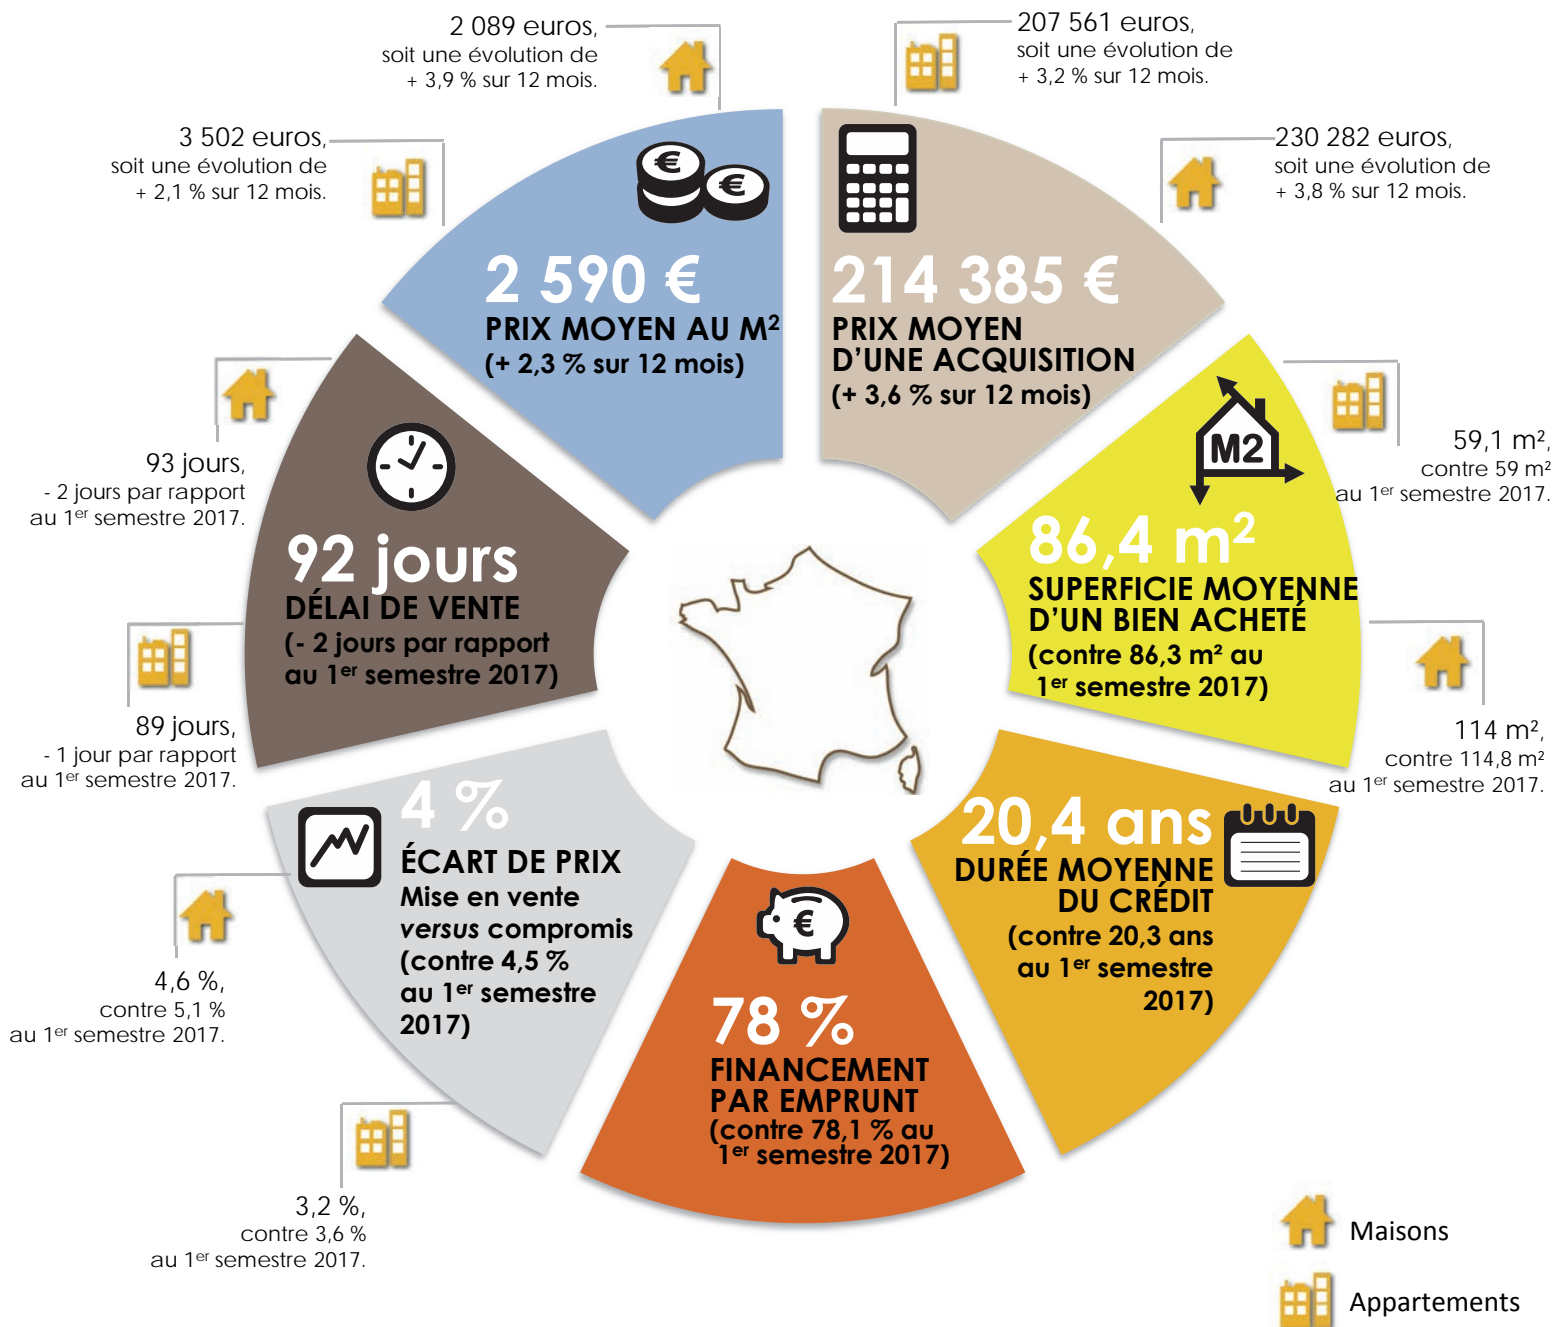 2 089 euros,
soit une évolution de
+ 3,9 % sur 12 mois.
207 561 euros,
soit une évolution de
+ 3,2 % sur 12 mois.
3 502 euros,
soit une évolution de
+ 2,1 % sur 12 mois.
230 282 euros,
soit une évolution de
+ 3,8 % sur 12 mois.
€
€
2 590 €
PRIX MOYEN AU M²
(+ 2,3 % sur 12 mois)
214 385 €
PRIX MOYEN
D'UNE ACQUISITION
(+ 3,6 % sur 12 mois)
93 jours,
- 2 jours par rapport
au 1er semestre 2017.
92 jours
DÉLAI DE VENTE
(- 2 jours par rapport
au 1er semestre 2017)
89 jours,
- 1 jour par rapport
au 1er semestre 2017.
M2
86,4 m²
SUPERFICIE MOYENNE
D'UN BIEN ACHETÉ
(contre 86,3 m² au
1er semestre 2017)
59,1 m²,
contre 59 m²
au 1er semestre 2017.
114 m²,
contre 114,8 m²
au 1er semestre 2017.
4 %
ÉCART DE PRIX
Mise en vente
versus compromis
(contre 4,5 %
au 1er semestre
2017)
4,6 %,
contre 5,1 %
au 1er semestre 2017.
3,2 %,
contre 3,6 %
au 1er semestre 2017.
€
78 %
FINANCEMENT
PAR EMPRUNT
(contre 78,1 % au
1er semestre 2017)
20,4 ans
DURÉE MOYENNE
DU CRÉDIT
(contre 20,3 ans
au 1er semestre
2017)
Maisons
Appartements